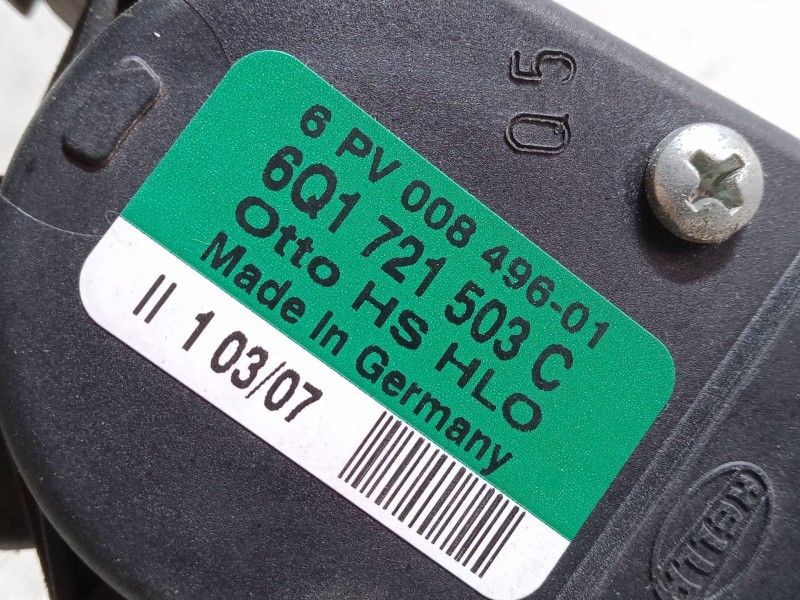 Q5
6 PV 008 496-01
6Q1 721 503 C
Otto HS HLO
Made In Germany
II 1 03/07
HELLA